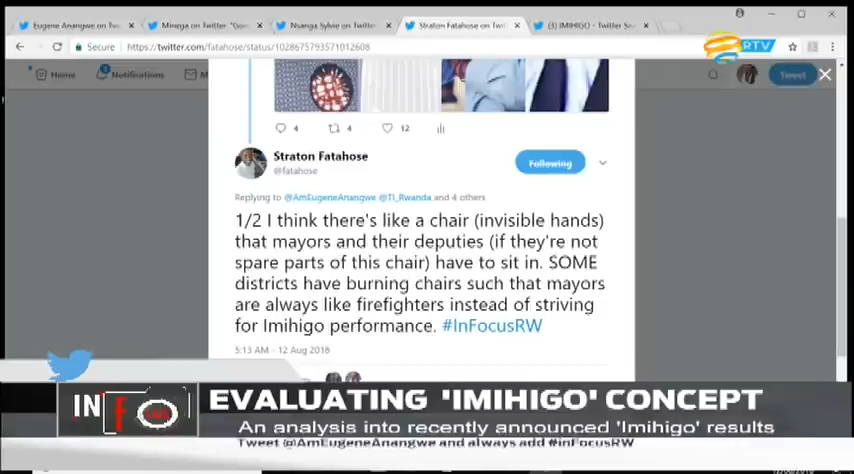 Eugene Anangwe on Tw
Minega on Twitter: "Go
Nsanga Sylvie on Twitter
Straton Fatahose on Twi
(3) IMIHIGO - Twitter Se
Secure https://twitter.com/fatahose/status/1028675793571012608
RTV
Home 1 Notifications M
Tweet
4 4 12
Straton Fatahose
@fatahose
Following
Replying to @AmEugeneAnangwe @TI_Rwanda and 4 others
1/2 I think there's like a chair (invisible hands)
that mayors and their deputies (if they're not
spare parts of this chair) have to sit in. SOME
districts have burning chairs such that mayors
are always like firefighters instead of striving
for Imihigo performance. #InFocusRW
5:13 AM - 12 Aug 2018
IN FOCUS
EVALUATING 'IMIHIGO' CONCEPT
An analysis into recently announced 'Imihigo' results
Tweet @AmEugeneAnangwe and always add #inFocusRW